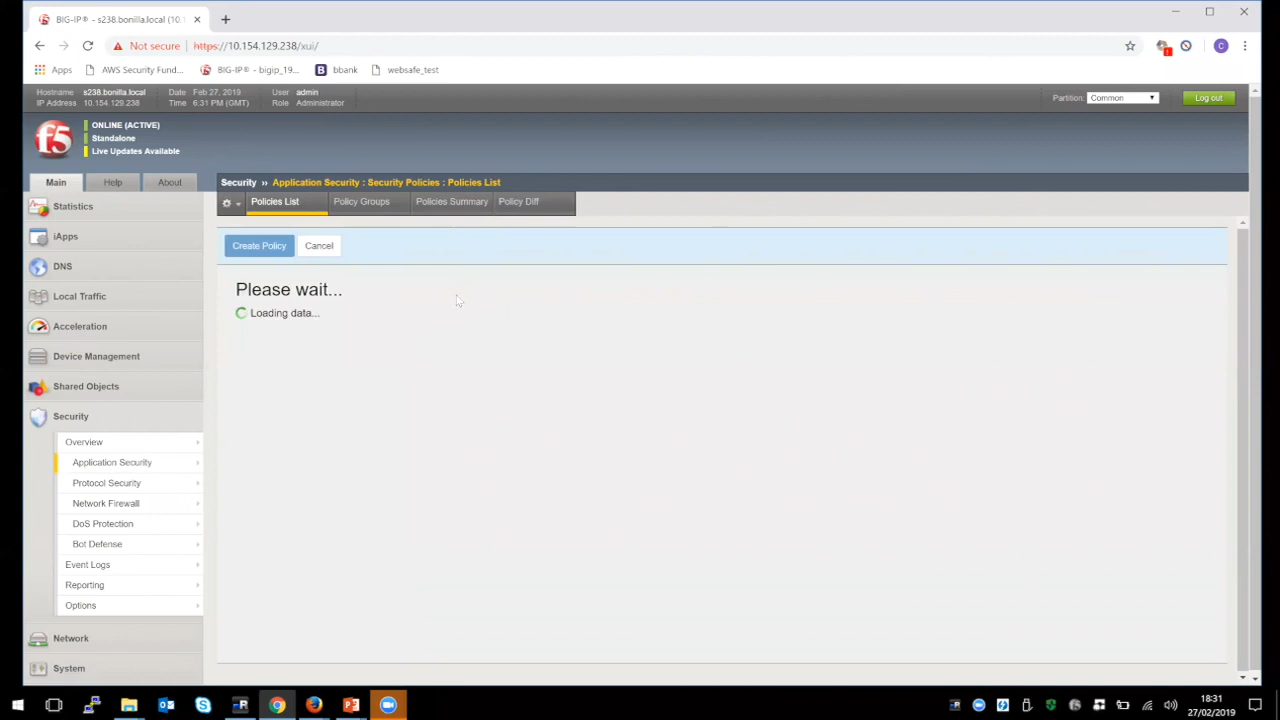 BIG-IP® - s238.bonilla.local (10.1
Not secure
https://10.154.129.238/xui/
Apps
AWS Security Fund...
BIG-IP® - bigip_19...
bbank
websafe_test
Hostname s238.bonilla.local
Date Feb 27, 2019
User admin
IP Address 10.154.129.238
Time 6:31 PM (GMT)
Role Administrator
Partition: Common
Log out
f5
ONLINE (ACTIVE)
Standalone
Live Updates Available
Main
Help
About
Security ›› Application Security : Security Policies : Policies List
Policies List
Policy Groups
Policies Summary
Policy Diff
Statistics
iApps
DNS
Local Traffic
Acceleration
Device Management
Shared Objects
Security
Overview
Application Security
Protocol Security
Network Firewall
DoS Protection
Bot Defense
Event Logs
Reporting
Options
Network
System
Create Policy
Cancel
Please wait...
Loading data...
18:31
27/02/2019